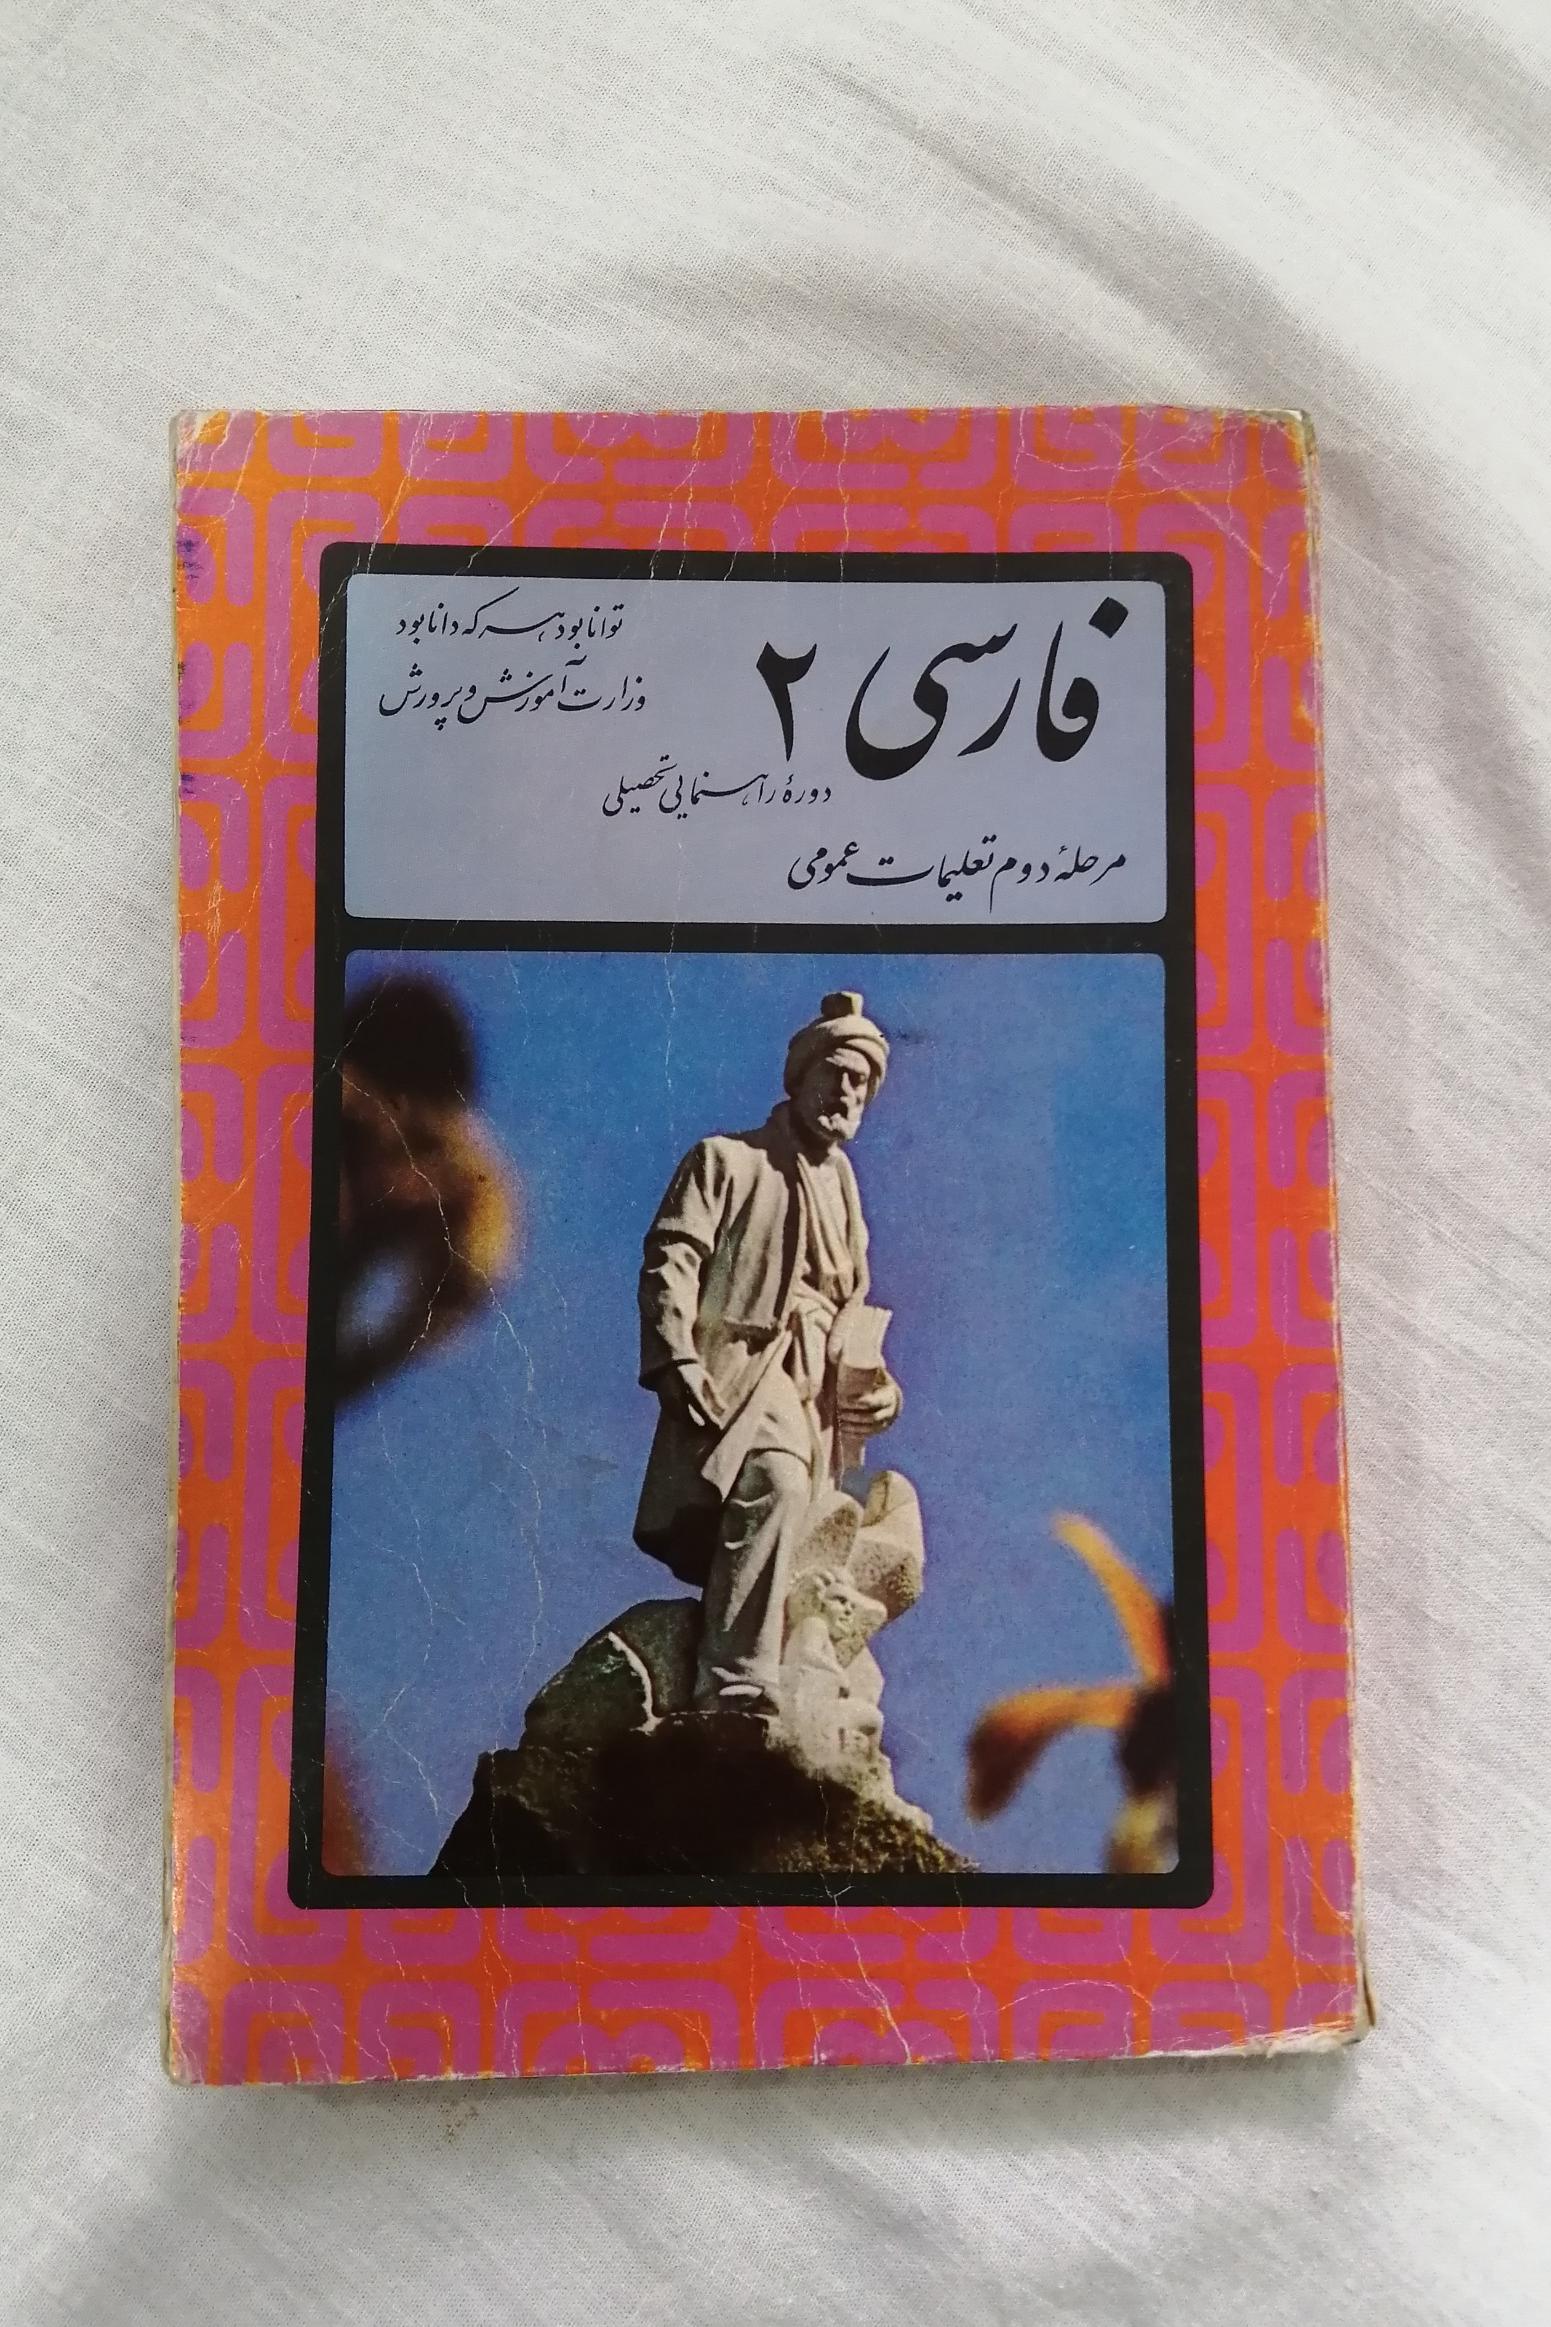 فارسی ۲
توانا بود هر که دانا بود
وزارت آموزش و پرورش
دورهٔ راهنمایی تحصیلی
مرحلهٔ دوم تعلیمات عمومی